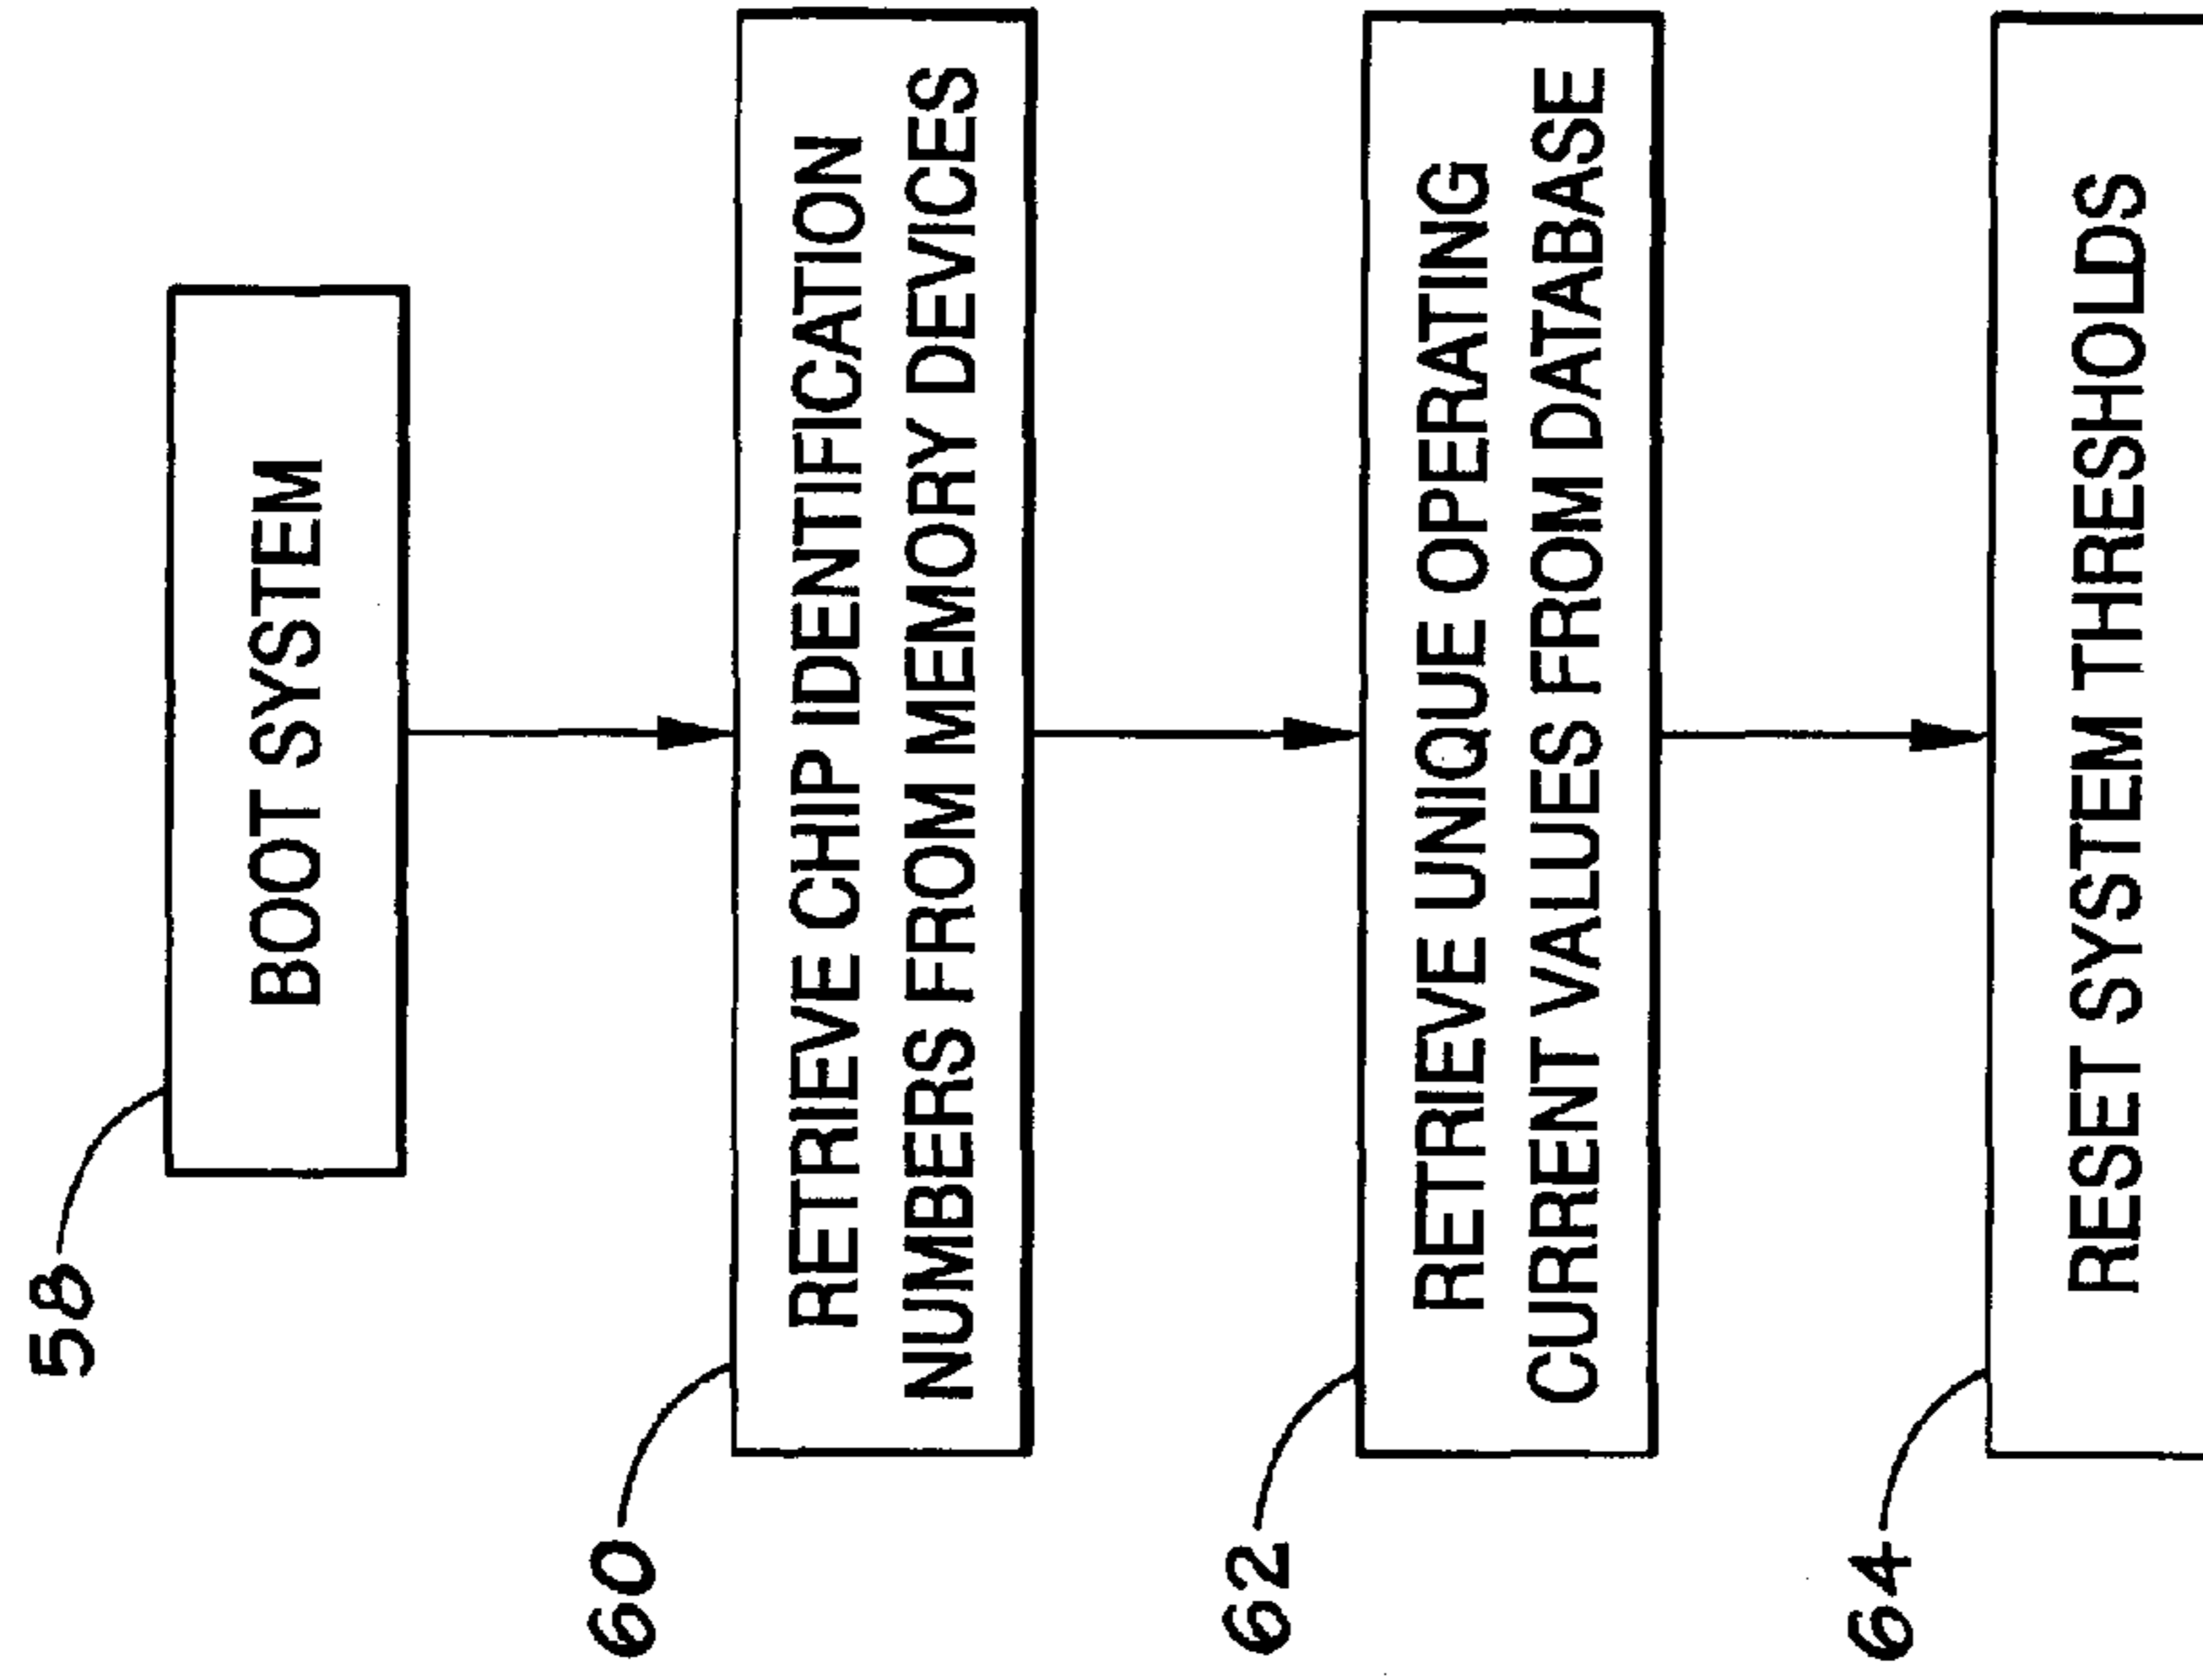 58
BOOT SYSTEM
60
RETRIEVE CHIP IDENTIFICATION
NUMBERS FROM MEMORY DEVICES
62
RETRIEVE UNIQUE OPERATING
CURRENT VALUES FROM DATABASE
64
RESET SYSTEM THRESHOLDS